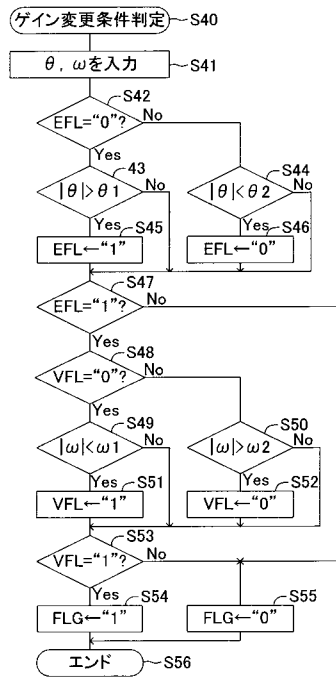 ゲイン変更条件判定 S40
θ, ωを入力 S41
S42
EFL="0"? No
Yes
43
|θ|>θ1 No
Yes
S44
|θ|<θ2 No
Yes
S45
EFL←"1"
S46
EFL←"0"
S47
EFL="1"? No
Yes
S48
VFL="0"? No
Yes
S49
|ω|<ω1 No
Yes
S50
|ω|>ω2 No
Yes
S51
VFL←"1"
S52
VFL←"0"
S53
VFL="1"? No
Yes
S54
FLG←"1"
S55
FLG←"0"
エンド S56